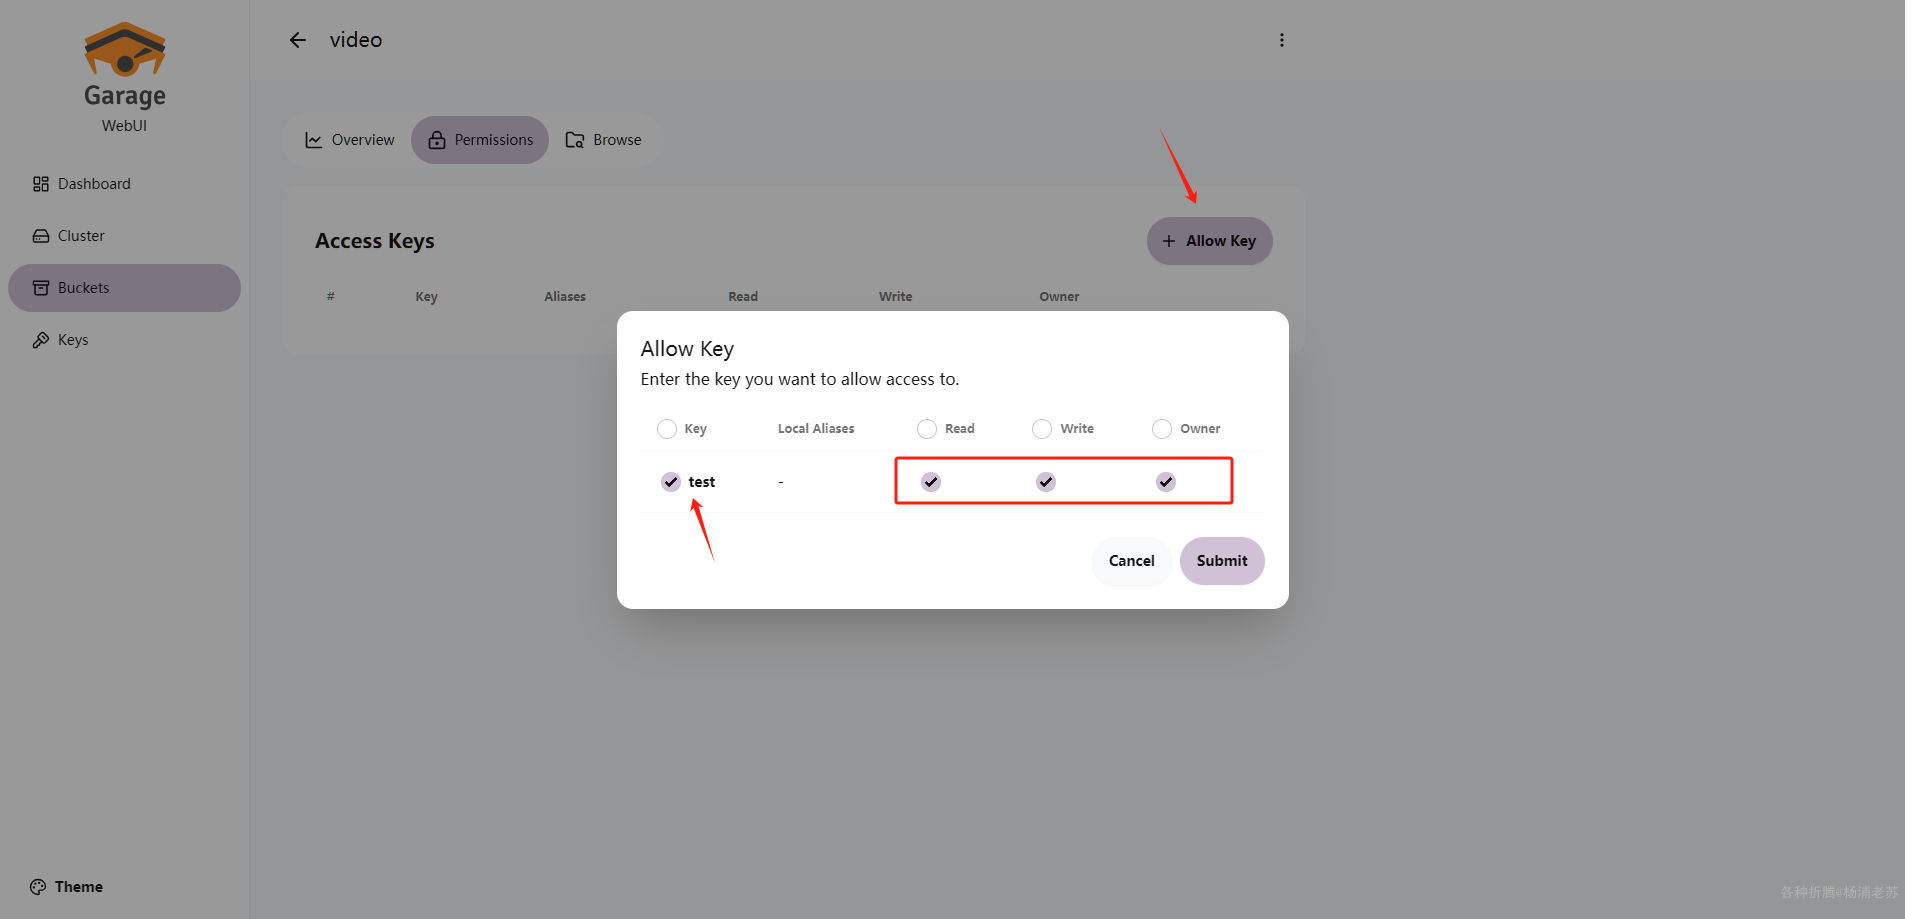 Garage
WebUI
Dashboard
Cluster
Buckets
Keys
Theme
video
Overview Permissions Browse
Access Keys
+ Allow Key
# Key Aliases Read Write Owner
Allow Key
Enter the key you want to allow access to.
Key Local Aliases Read Write Owner
test -
Cancel Submit
各种折腾@杨浦老苏